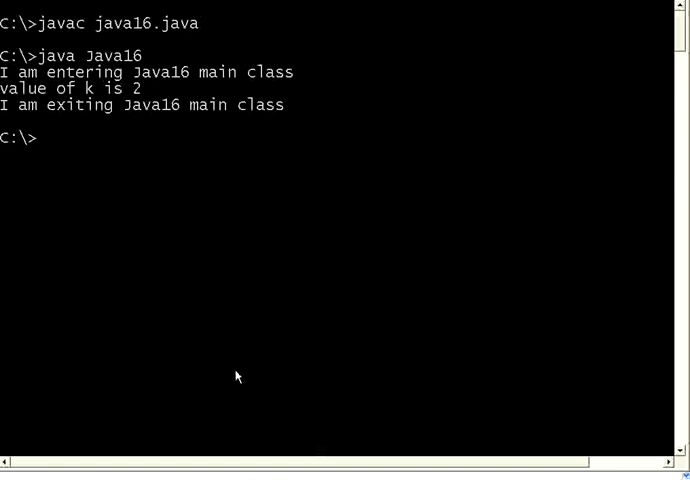 C:\>javac java16.java
C:\>java Java16
I am entering Java16 main class
value of k is 2
I am exiting Java16 main class
C:\>